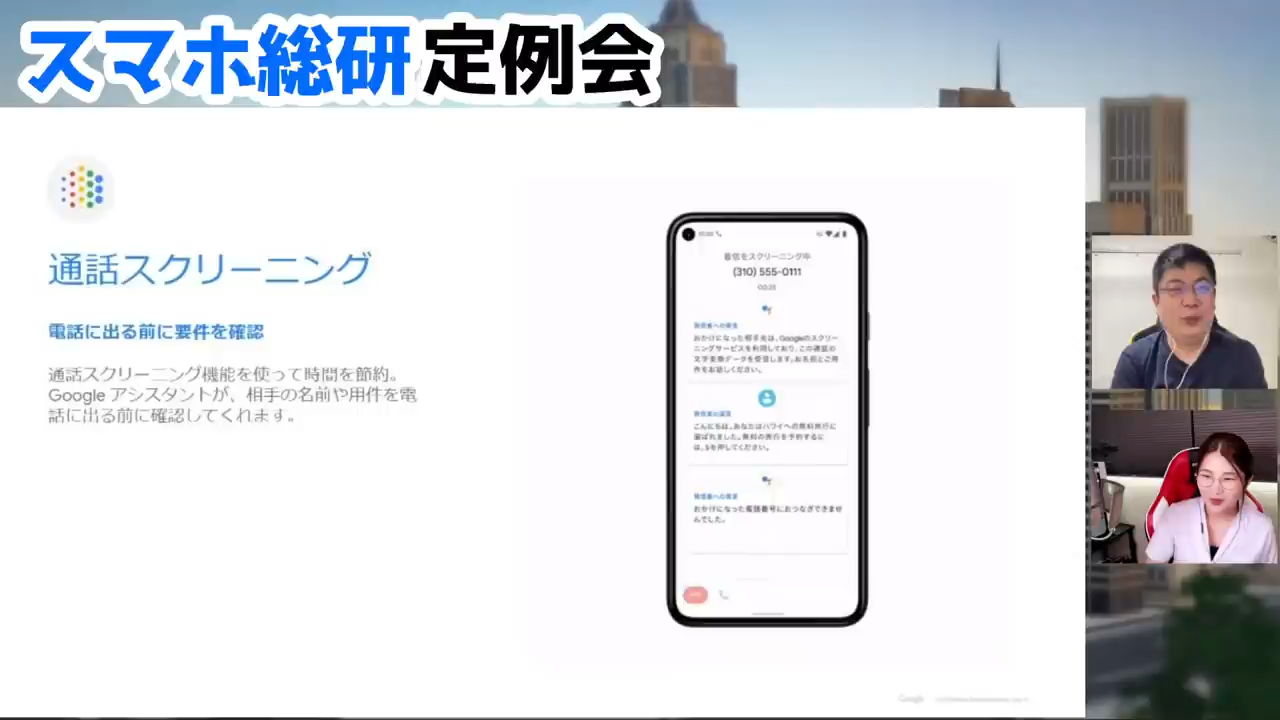 スマホ総研定例会
通話スクリーニング
電話に出る前に要件を確認
通話スクリーニング機能を使って時間を節約。
Google アシスタントが、相手の名前や用件を電
話に出る前に確認してくれます。
着信をスクリーニング中
(310) 555-0111
おかけになった相手先は、Googleのスクリー
ニングサービスを利用しており、この通話の
文字変換データを受信します。お名前とご用
件をお話しください。
こんにちは。あなたはハワイへの無料旅行に
選ばれました。無料の旅行を予約するに
は、5を押してください。
おかけになった電話番号におつなぎできませ
んでした。
Google